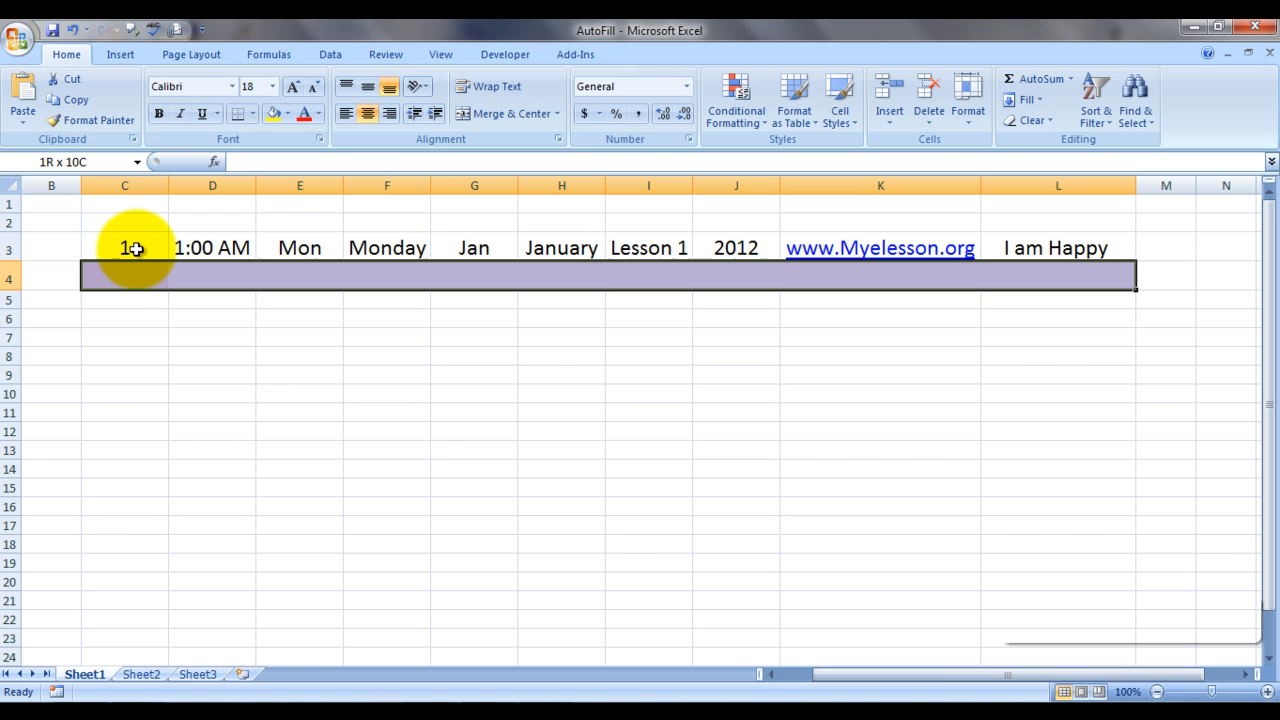 AutoFill - Microsoft Excel
Home Insert Page Layout Formulas Data Review View Developer Add-Ins
Paste Cut Copy Format Painter Clipboard
Calibri 18 A A B I U A Font
Wrap Text Merge & Center Alignment
General $ % , .0 .00 .00 .0 Number
Conditional Formatting Format as Table Cell Styles Styles
Insert Delete Format Cells
Σ AutoSum Fill Clear Sort & Filter Find & Select Editing
1R x 10C fx
B C D E F G H I J K L M N
1
2
3 1 1:00 AM Mon Monday Jan January Lesson 1 2012 www.Myelesson.org I am Happy
4
5
6
7
8
9
10
11
12
13
14
15
16
17
18
19
20
21
22
23
24
Sheet1 Sheet2 Sheet3
Ready 100%